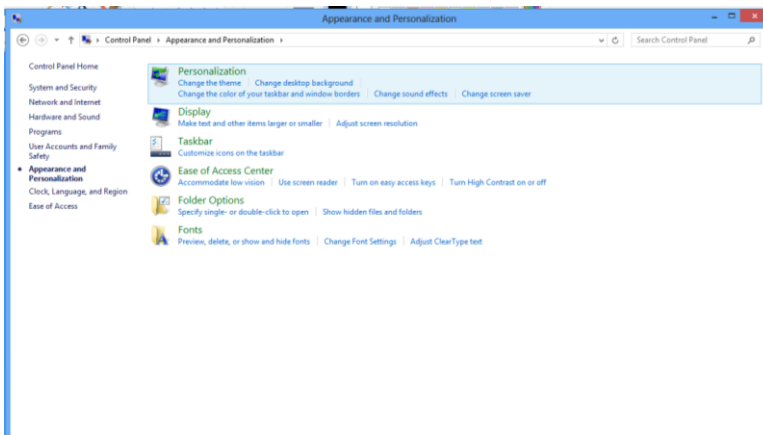 Appearance and Personalization
Control Panel Appearance and Personalization
Search Control Panel
Control Panel Home
System and Security
Network and Internet
Hardware and Sound
Programs
User Accounts and Family
Safety
Appearance and
Personalization
Clock, Language, and Region
Ease of Access
Personalization
Change the theme Change desktop background
Change the color of your taskbar and window borders Change sound effects Change screen saver
Display
Make text and other items larger or smaller Adjust screen resolution
Taskbar
Customize icons on the taskbar
Ease of Access Center
Accommodate low vision Use screen reader Turn on easy access keys Turn High Contrast on or off
Folder Options
Specify single- or double-click to open Show hidden files and folders
Fonts
Preview, delete, or show and hide fonts Change Font Settings Adjust ClearType text